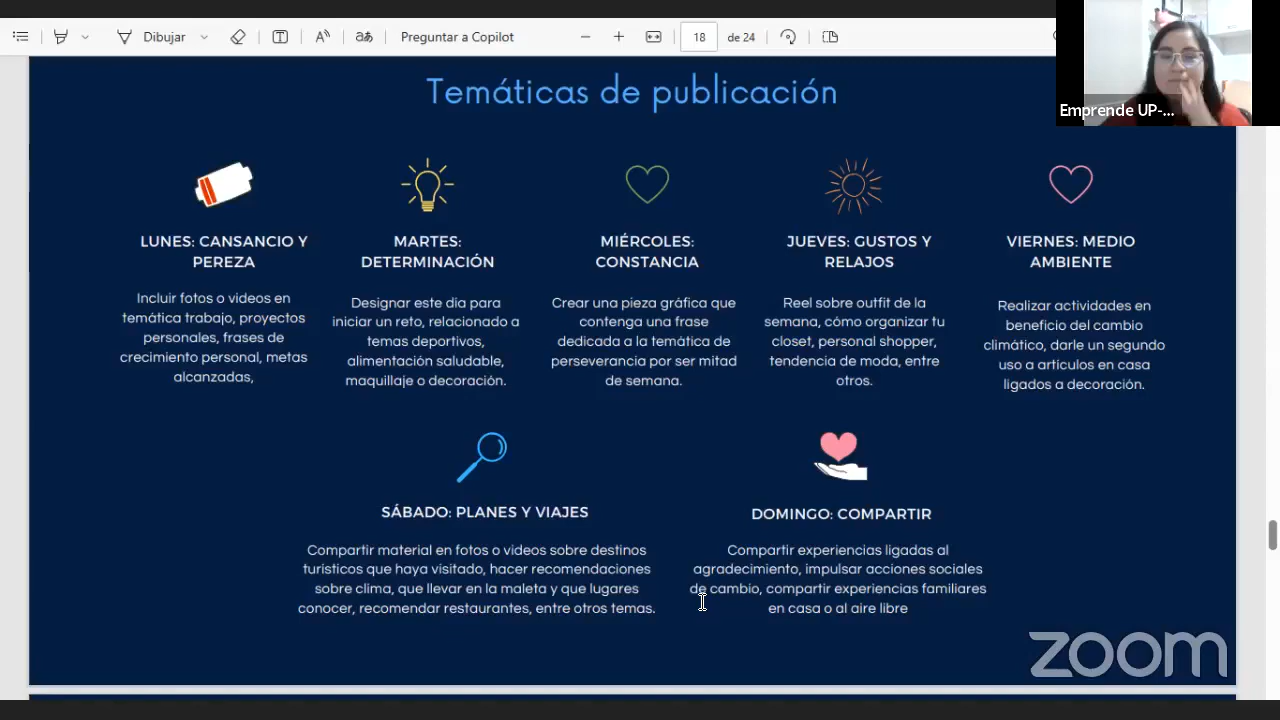 Dibujar
Preguntar a Copilot
18
de 24
Emprende UP-...
Temáticas de publicación
LUNES: CANSANCIO Y
PEREZA
Incluir fotos o videos en
temática trabajo, proyectos
personales, frases de
crecimiento personal, metas
alcanzadas,
MARTES:
DETERMINACIÓN
Designar este dia para
iniciar un reto, relacionado a
temas deportivos,
alimentación saludable,
maquillaje o decoración.
MIÉRCOLES:
CONSTANCIA
Crear una pieza gráfica que
contenga una frase
dedicada a la temática de
perseverancia por ser mitad
de semana.
JUEVES: GUSTOS Y
RELAJOS
Reel sobre outfit de la
semana, cómo organizar tu
closet, personal shopper,
tendencia de moda, entre
otros.
VIERNES: MEDIO
AMBIENTE
Realizar actividades en
beneficio del cambio
climático, darle un segundo
uso a articulos en casa
ligados a decoración.
SÁBADO: PLANES Y VIAJES
Compartir material en fotos o videos sobre destinos
turísticos que haya visitado, hacer recomendaciones
sobre clima, que llevar en la maleta y que lugares
conocer, recomendar restaurantes, entre otros temas.
DOMINGO: COMPARTIR
Compartir experiencias ligadas al
agradecimiento, impulsar acciones sociales
de cambio, compartir experiencias familiares
en casa o al aire libre
zoom